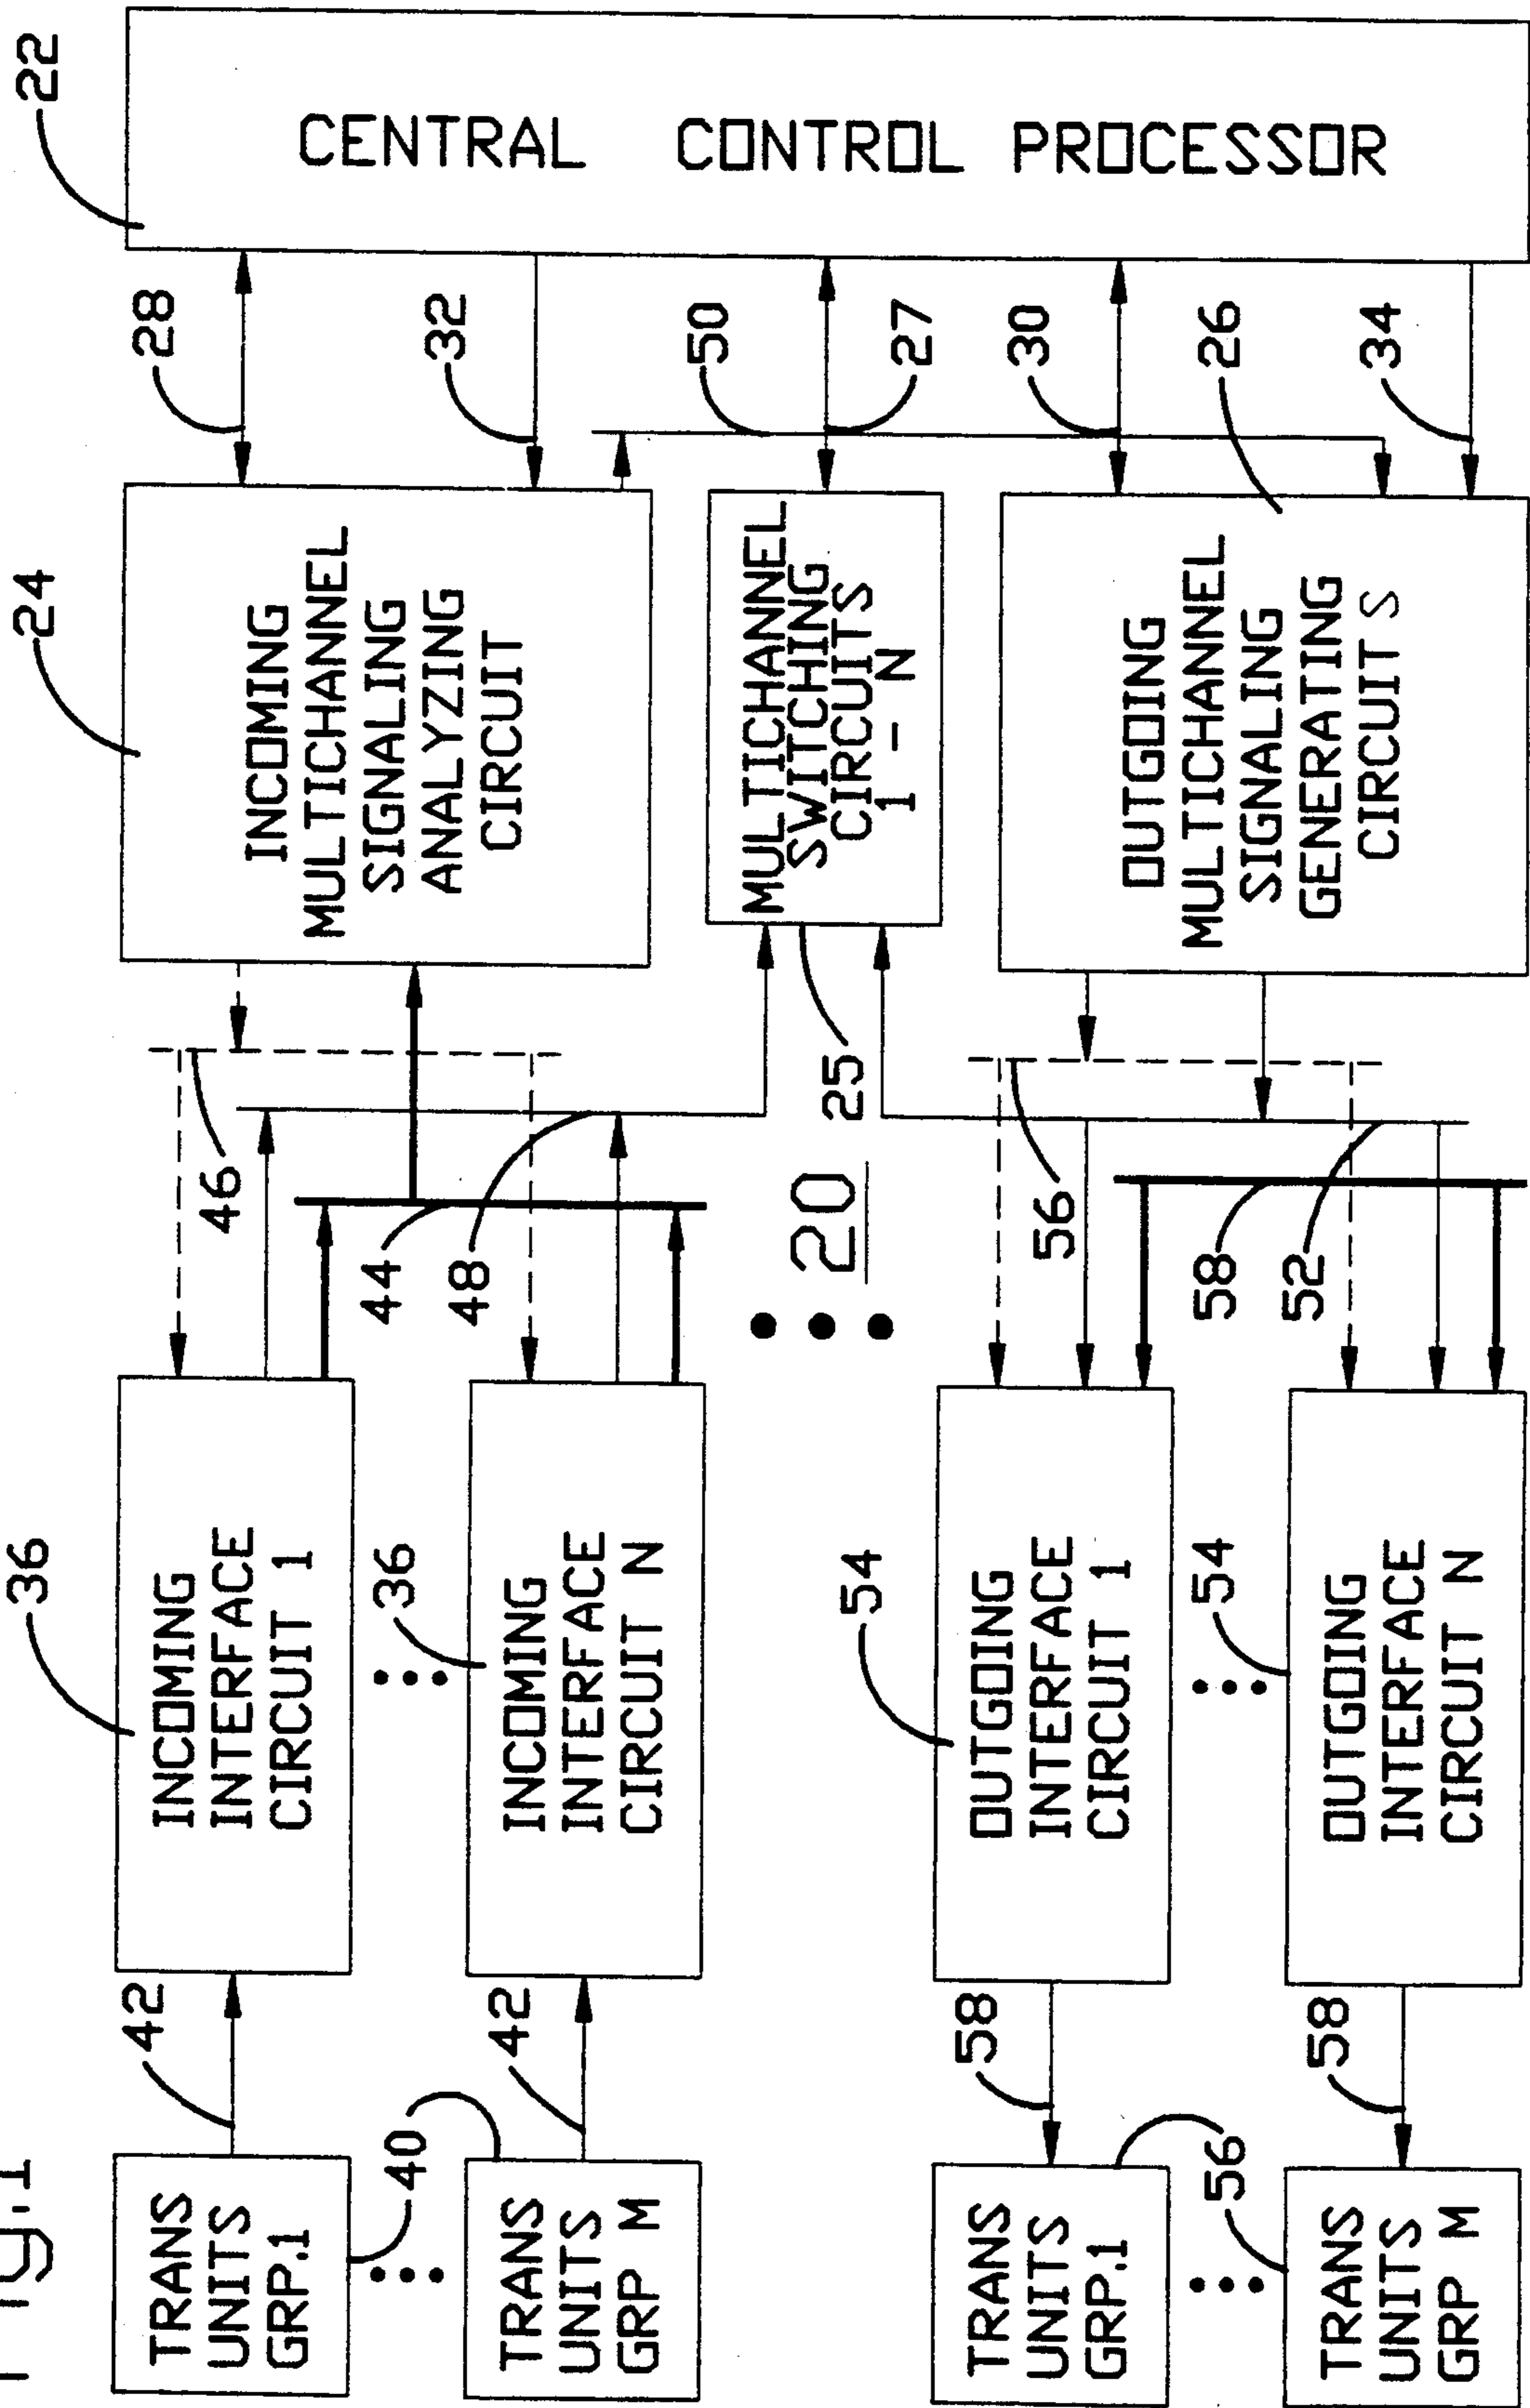 Fig.1
TRANS
UNITS
GRP.1
42
36
INCOMING
INTERFACE
CIRCUIT 1
46
24
INCOMING
MULTICHANNEL
SIGNALING
ANALYZING
CIRCUIT
28
32
22
CENTRAL CONTROL PROCESSOR
40
TRANS
UNITS
GRP M
42
36
INCOMING
INTERFACE
CIRCUIT N
44
48
20
25
MULTICHANNEL
SWITCHING
CIRCUITS
1 - N
50
27
TRANS
UNITS
GRP.1
58
54
OUTGOING
INTERFACE
CIRCUIT 1
56
58
52
OUTGOING
MULTICHANNEL
SIGNALING
GENERATING
CIRCUIT S
30
26
34
56
TRANS
UNITS
GRP M
58
54
OUTGOING
INTERFACE
CIRCUIT N